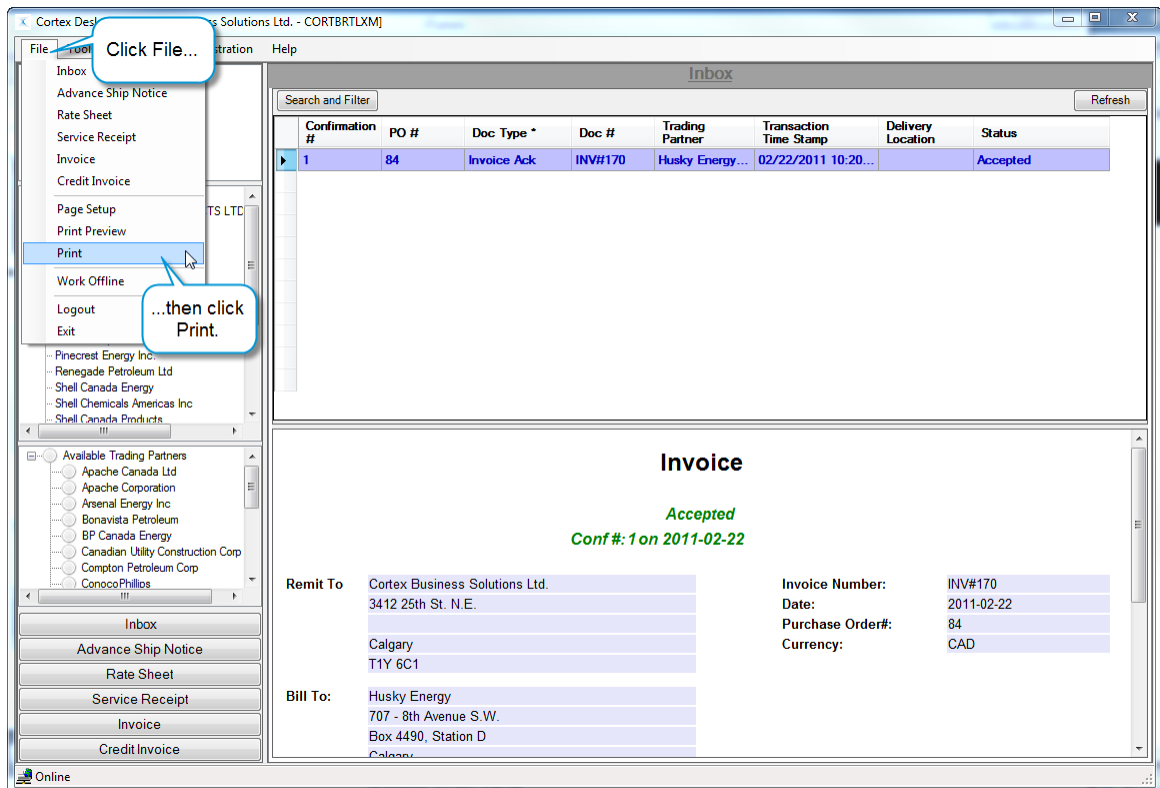 Cortex Des ss Solutions Ltd. - CORTBRTLXM]
File Tool stration Help
Click File...
Inbox
Advance Ship Notice
Rate Sheet
Service Receipt
Invoice
Credit Invoice
Page Setup
Print Preview
Print
Work Offline
Logout
Exit
...then click
Print.
TS LTD
Pinecrest Energy Inc.
Renegade Petroleum Ltd
Shell Canada Energy
Shell Chemicals Americas Inc
Shell Canada Products
Available Trading Partners
Apache Canada Ltd
Apache Corporation
Arsenal Energy Inc
Bonavista Petroleum
BP Canada Energy
Canadian Utility Construction Corp
Compton Petroleum Corp
ConocoPhillips
Inbox
Advance Ship Notice
Rate Sheet
Service Receipt
Invoice
Credit Invoice
Online
Inbox
Search and Filter Refresh
Confirmation # PO # Doc Type * Doc # Trading Partner Transaction Time Stamp Delivery Location Status
1 84 Invoice Ack INV#170 Husky Energy... 02/22/2011 10:20... Accepted
Invoice
Accepted
Conf #: 1 on 2011-02-22
Remit To Cortex Business Solutions Ltd. Invoice Number: INV#170
3412 25th St. N.E. Date: 2011-02-22
Purchase Order#: 84
Calgary Currency: CAD
T1Y 6C1
Bill To: Husky Energy
707 - 8th Avenue S.W.
Box 4490, Station D
Calgary